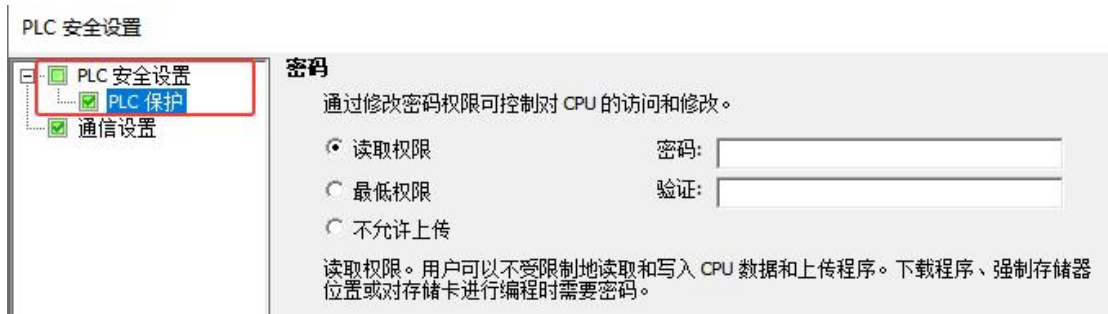 PLC 安全设置
PLC 安全设置
PLC 保护
通信设置
密码
通过修改密码权限可控制对 CPU 的访问和修改。
读取权限 密码:
最低权限 验证:
不允许上传
读取权限。用户可以不受限制地读取和写入 CPU 数据和上传程序。下载程序、强制存储器
位置或对存储卡进行编程时需要密码。